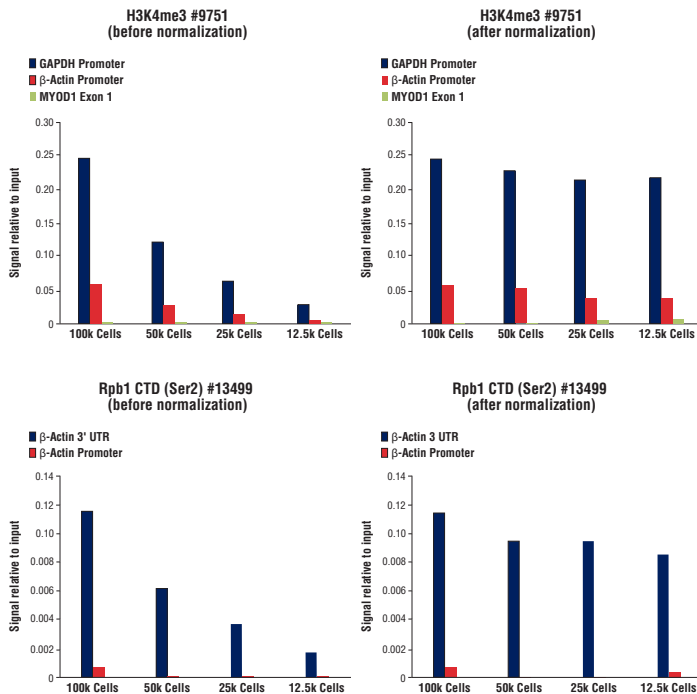 H3K4me3 #9751
(before normalization)
GAPDH Promoter
β-Actin Promoter
MYOD1 Exon 1
Signal relative to input
0.30
0.25
0.20
0.15
0.10
0.05
0
100k Cells 50k Cells 25k Cells 12.5k Cells
H3K4me3 #9751
(after normalization)
GAPDH Promoter
β-Actin Promoter
MYOD1 Exon 1
Signal relative to input
0.30
0.25
0.20
0.15
0.10
0.05
0
100k Cells 50k Cells 25k Cells 12.5k Cells
Rpb1 CTD (Ser2) #13499
(before normalization)
β-Actin 3' UTR
β-Actin Promoter
Signal relative to input
0.14
0.12
0.10
0.008
0.006
0.004
0.002
0
100k Cells 50k Cells 25k Cells 12.5k Cells
Rpb1 CTD (Ser2) #13499
(after normalization)
β-Actin 3 UTR
β-Actin Promoter
Signal relative to input
0.14
0.12
0.10
0.008
0.006
0.004
0.002
0
100k Cells 50k Cells 25k Cells 12.5k Cells